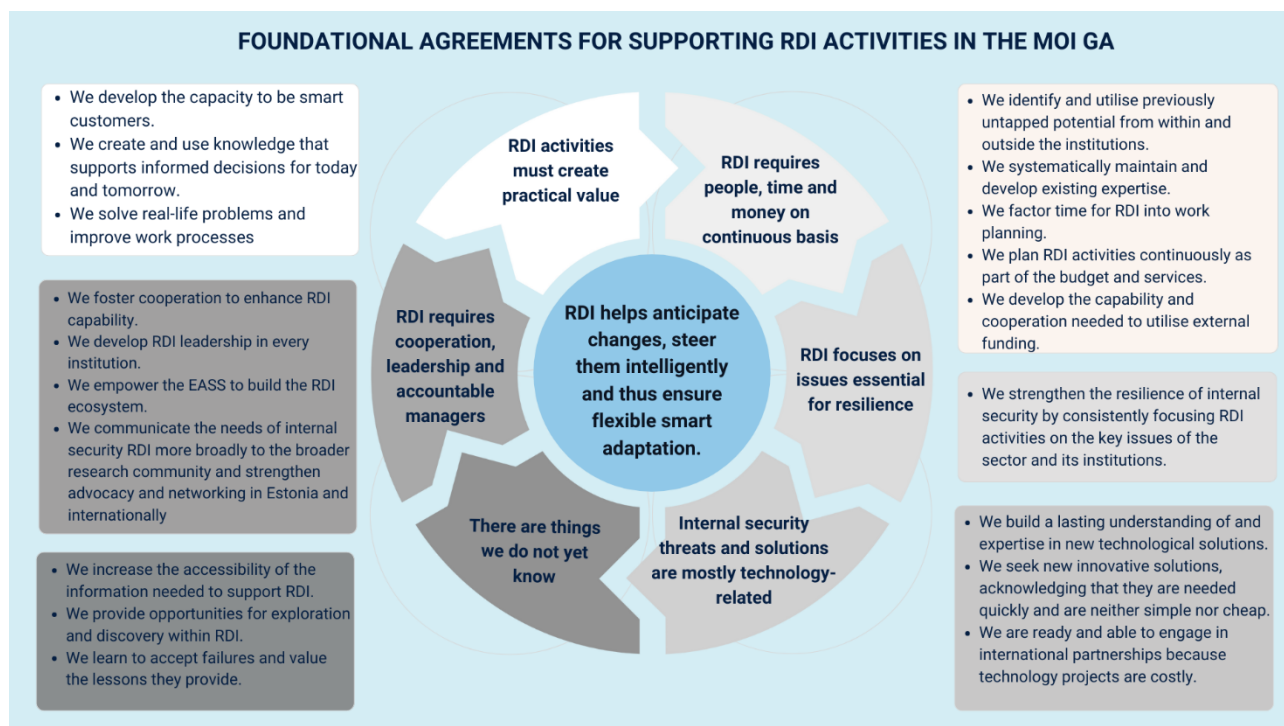 FOUNDATIONAL AGREEMENTS FOR SUPPORTING RDI ACTIVITIES IN THE MOI GA
• We develop the capacity to be smart
customers.
• We create and use knowledge that
supports informed decisions for today
and tomorrow.
• We solve real-life problems and
improve work processes
• We foster cooperation to enhance RDI
capability.
• We develop RDI leadership in every
institution.
• We empower the EASS to build the RDI
ecosystem.
• We communicate the needs of internal
security RDI more broadly to the broader
research community and strengthen
advocacy and networking in Estonia and
internationally
• We increase the accessibility of the
information needed to support RDI.
• We provide opportunities for exploration
and discovery within RDI.
• We learn to accept failures and value
the lessons they provide.
RDI activities
must create
practical value
RDI requires
people, time and
money on
continuous basis
RDI focuses on
issues essential
for resilience
Internal security
threats and solutions
are mostly technology-
related
There are things
we do not yet
know
RDI requires
cooperation,
leadership and
accountable
managers
RDI helps anticipate
changes, steer
them intelligently
and thus ensure
flexible smart
adaptation.
• We identify and utilise previously
untapped potential from within and
outside the institutions.
• We systematically maintain and
develop existing expertise.
• We factor time for RDI into work
planning.
• We plan RDI activities continuously as
part of the budget and services.
• We develop the capability and
cooperation needed to utilise external
funding.
• We strengthen the resilience of internal
security by consistently focusing RDI
activities on the key issues of the
sector and its institutions.
• We build a lasting understanding of and
expertise in new technological solutions.
• We seek new innovative solutions,
acknowledging that they are needed
quickly and are neither simple nor cheap.
• We are ready and able to engage in
international partnerships because
technology projects are costly.